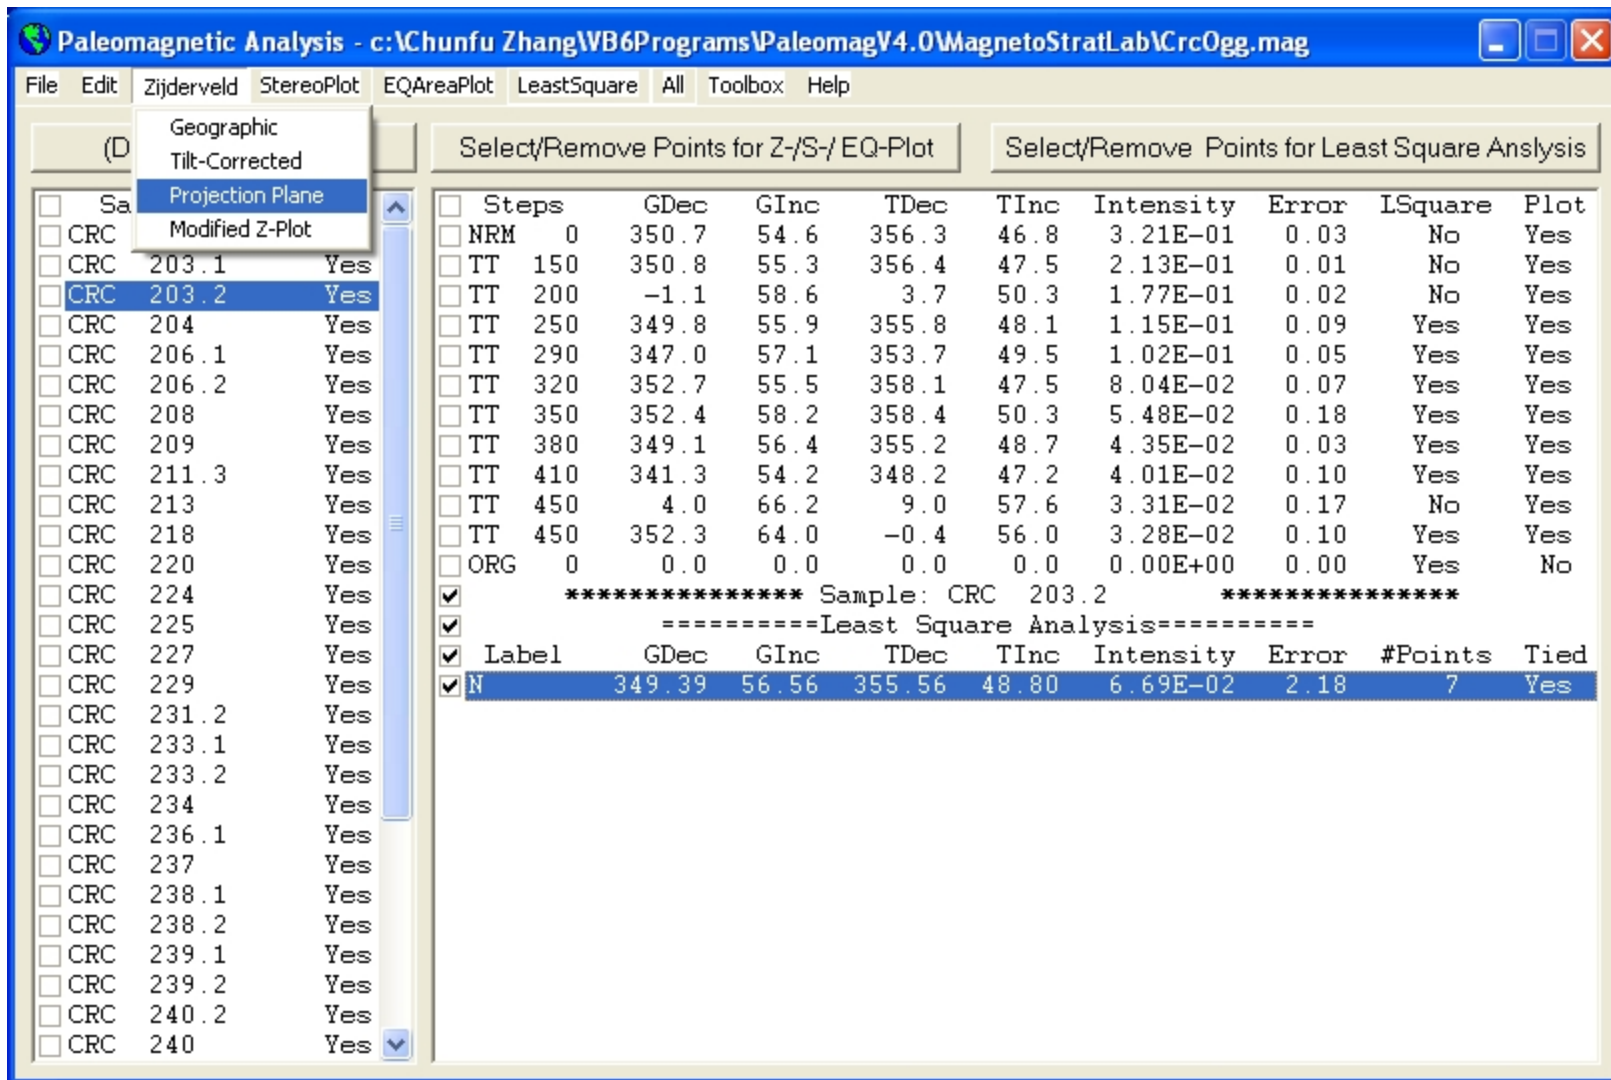 Paleomagnetic Analysis - c:\Chunfu Zhang\VB6Programs\PaleomagV4.0\MagnetoStratLab\CrcOgg.mag
File Edit Zijderveld StereoPlot EQAreaPlot LeastSquare All Toolbox Help
Geographic
Tilt-Corrected
Projection Plane
Modified Z-Plot
(D
Select/Remove Points for Z-/S-/ EQ-Plot
Select/Remove Points for Least Square Anslysis
Sa
CRC
CRC 203.1 Yes
CRC 203.2 Yes
CRC 204 Yes
CRC 206.1 Yes
CRC 206.2 Yes
CRC 208 Yes
CRC 209 Yes
CRC 211.3 Yes
CRC 213 Yes
CRC 218 Yes
CRC 220 Yes
CRC 224 Yes
CRC 225 Yes
CRC 227 Yes
CRC 229 Yes
CRC 231.2 Yes
CRC 233.1 Yes
CRC 233.2 Yes
CRC 234 Yes
CRC 236.1 Yes
CRC 237 Yes
CRC 238.1 Yes
CRC 238.2 Yes
CRC 239.1 Yes
CRC 239.2 Yes
CRC 240.2 Yes
CRC 240 Yes
Steps GDec GInc TDec TInc Intensity Error LSquare Plot
NRM 0 350.7 54.6 356.3 46.8 3.21E-01 0.03 No Yes
TT 150 350.8 55.3 356.4 47.5 2.13E-01 0.01 No Yes
TT 200 -1.1 58.6 3.7 50.3 1.77E-01 0.02 No Yes
TT 250 349.8 55.9 355.8 48.1 1.15E-01 0.09 Yes Yes
TT 290 347.0 57.1 353.7 49.5 1.02E-01 0.05 Yes Yes
TT 320 352.7 55.5 358.1 47.5 8.04E-02 0.07 Yes Yes
TT 350 352.4 58.2 358.4 50.3 5.48E-02 0.18 Yes Yes
TT 380 349.1 56.4 355.2 48.7 4.35E-02 0.03 Yes Yes
TT 410 341.3 54.2 348.2 47.2 4.01E-02 0.10 Yes Yes
TT 450 4.0 66.2 9.0 57.6 3.31E-02 0.17 No Yes
TT 450 352.3 64.0 -0.4 56.0 3.28E-02 0.10 Yes Yes
ORG 0 0.0 0.0 0.0 0.0 0.00E+00 0.00 Yes No
*************** Sample: CRC 203.2 ***************
==========Least Square Analysis==========
Label GDec GInc TDec TInc Intensity Error #Points Tied
N 349.39 56.56 355.56 48.80 6.69E-02 2.18 7 Yes